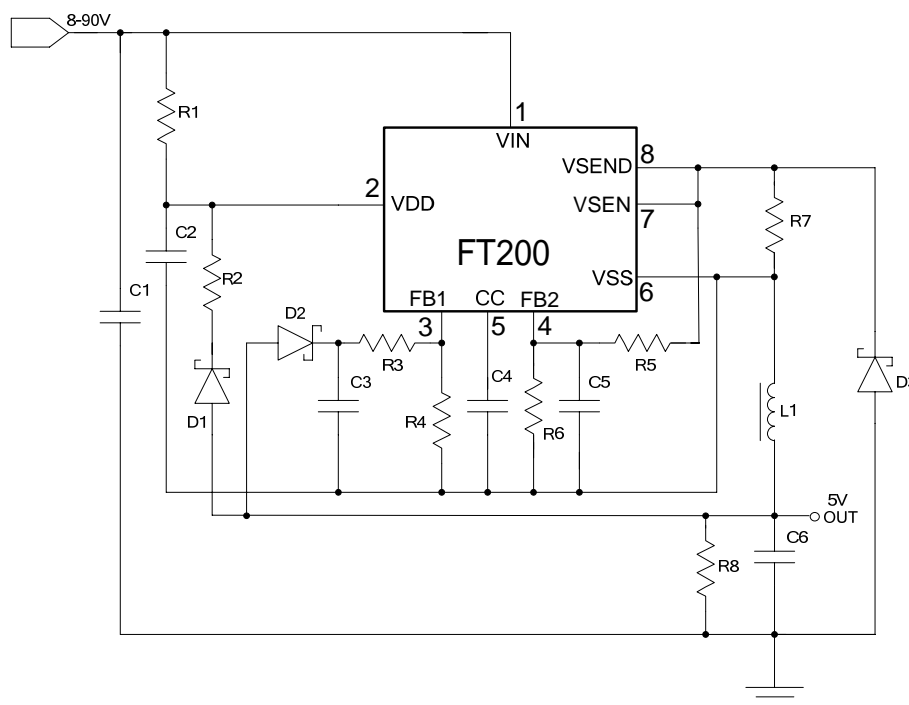 8-90V
R1
1
VIN
VSEND 8
2 VDD
VSEN 7
R7
FT200
C2
R2
VSS 6
C1
D2
FB1 CC FB2
3 5 4
R3
C3
C4
C5
R5
D1
R4
R6
L1
5V
OUT
R8
C6